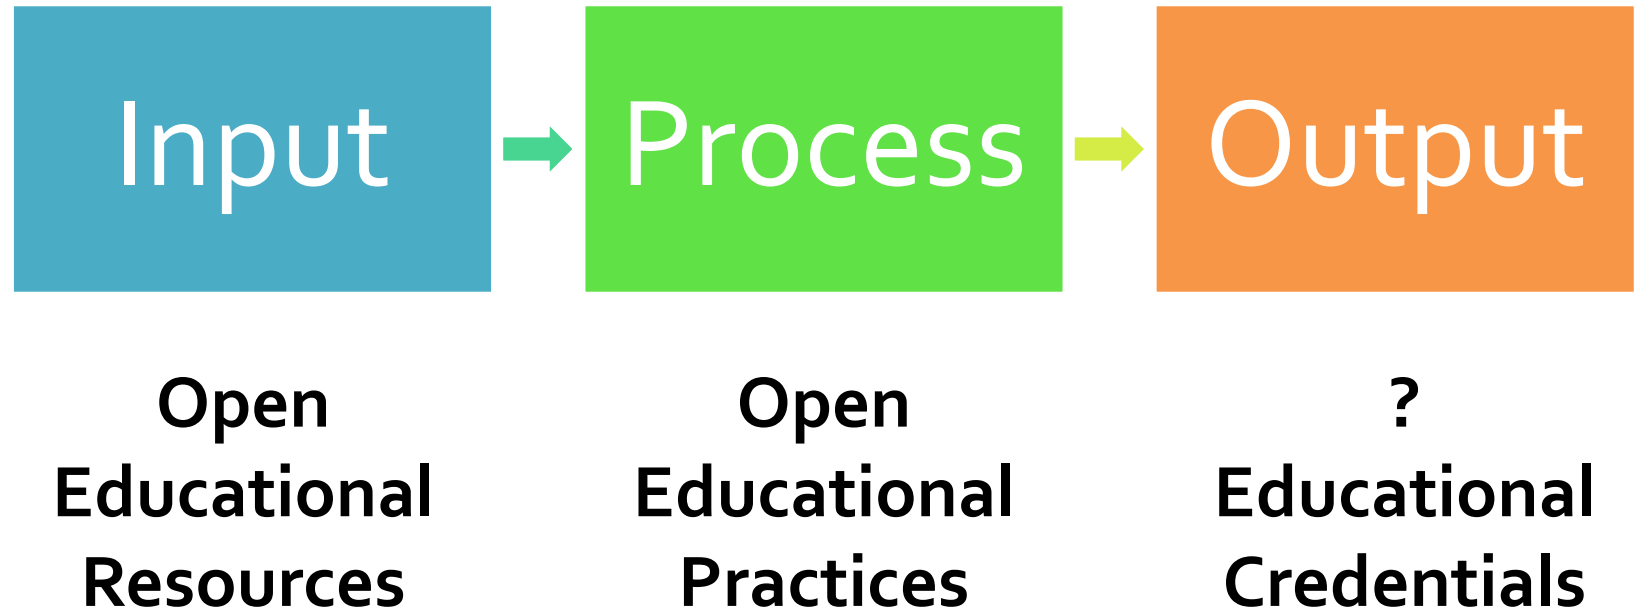 Input
Process
Output
Open
Educational
Resources
Open
Educational
Practices
?
Educational
Credentials